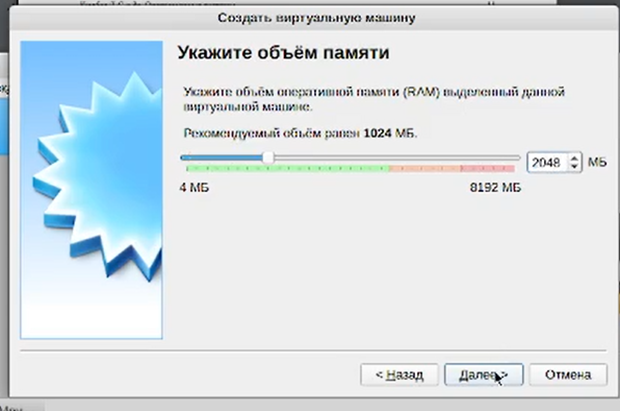 Создать виртуальную машину
Укажите объём памяти
Укажите объём оперативной памяти (RAM) выделенный данной
виртуальной машине.
Рекомендуемый объём равен 1024 МБ.
2048 МБ
4 МБ 8192 МБ
< Назад Далее > Отмена